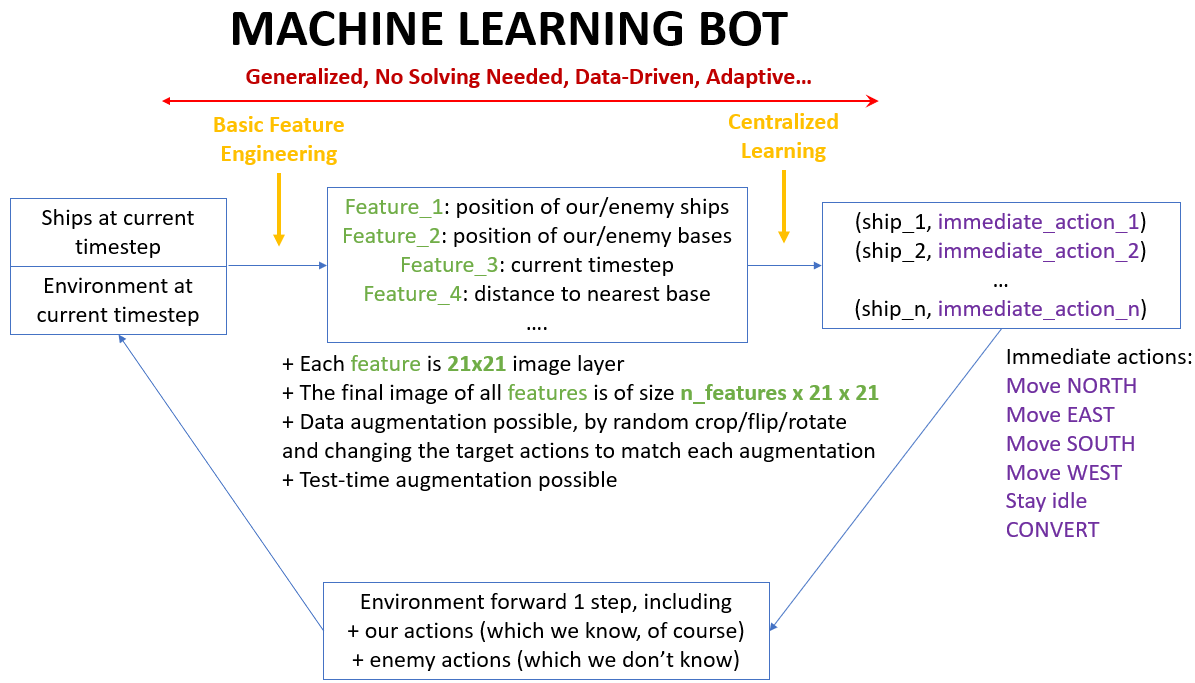 MACHINE LEARNING BOT
Generalized, No Solving Needed, Data-Driven, Adaptive…
Basic Feature
Engineering
Centralized
Learning
Ships at current
timestep
Environment at
current timestep
Feature_1: position of our/enemy ships
Feature_2: position of our/enemy bases
Feature_3: current timestep
Feature_4: distance to nearest base
….
(ship_1, immediate_action_1)
(ship_2, immediate_action_2)
…
(ship_n, immediate_action_n)
+ Each feature is 21x21 image layer
+ The final image of all features is of size n_features x 21 x 21
+ Data augmentation possible, by random crop/flip/rotate
and changing the target actions to match each augmentation
+ Test-time augmentation possible
Immediate actions:
Move NORTH
Move EAST
Move SOUTH
Move WEST
Stay idle
CONVERT
Environment forward 1 step, including
+ our actions (which we know, of course)
+ enemy actions (which we don’t know)